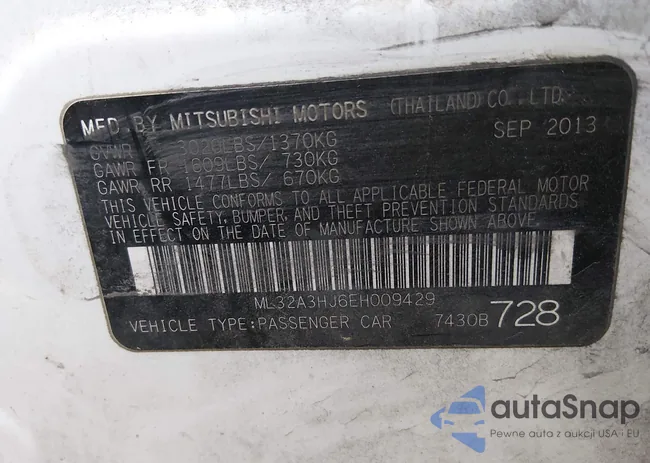 MFD BY MITSUBISHI MOTORS (THAILAND) CO., LTD.
SEP 2013
GVWR 3020LBS/1370KG
GAWR FR 1609LBS/ 730KG
GAWR RR 1477LBS/ 670KG
THIS VEHICLE CONFORMS TO ALL APPLICABLE FEDERAL MOTOR
VEHICLE SAFETY, BUMPER, AND THEFT PREVENTION STANDARDS
IN EFFECT ON THE DATE OF MANUFACTURE SHOWN ABOVE.
ML32A3HJ6EH009429
VEHICLE TYPE:PASSENGER CAR 7430B 728
autaSnap
Pewne auta z aukcji USA i EU